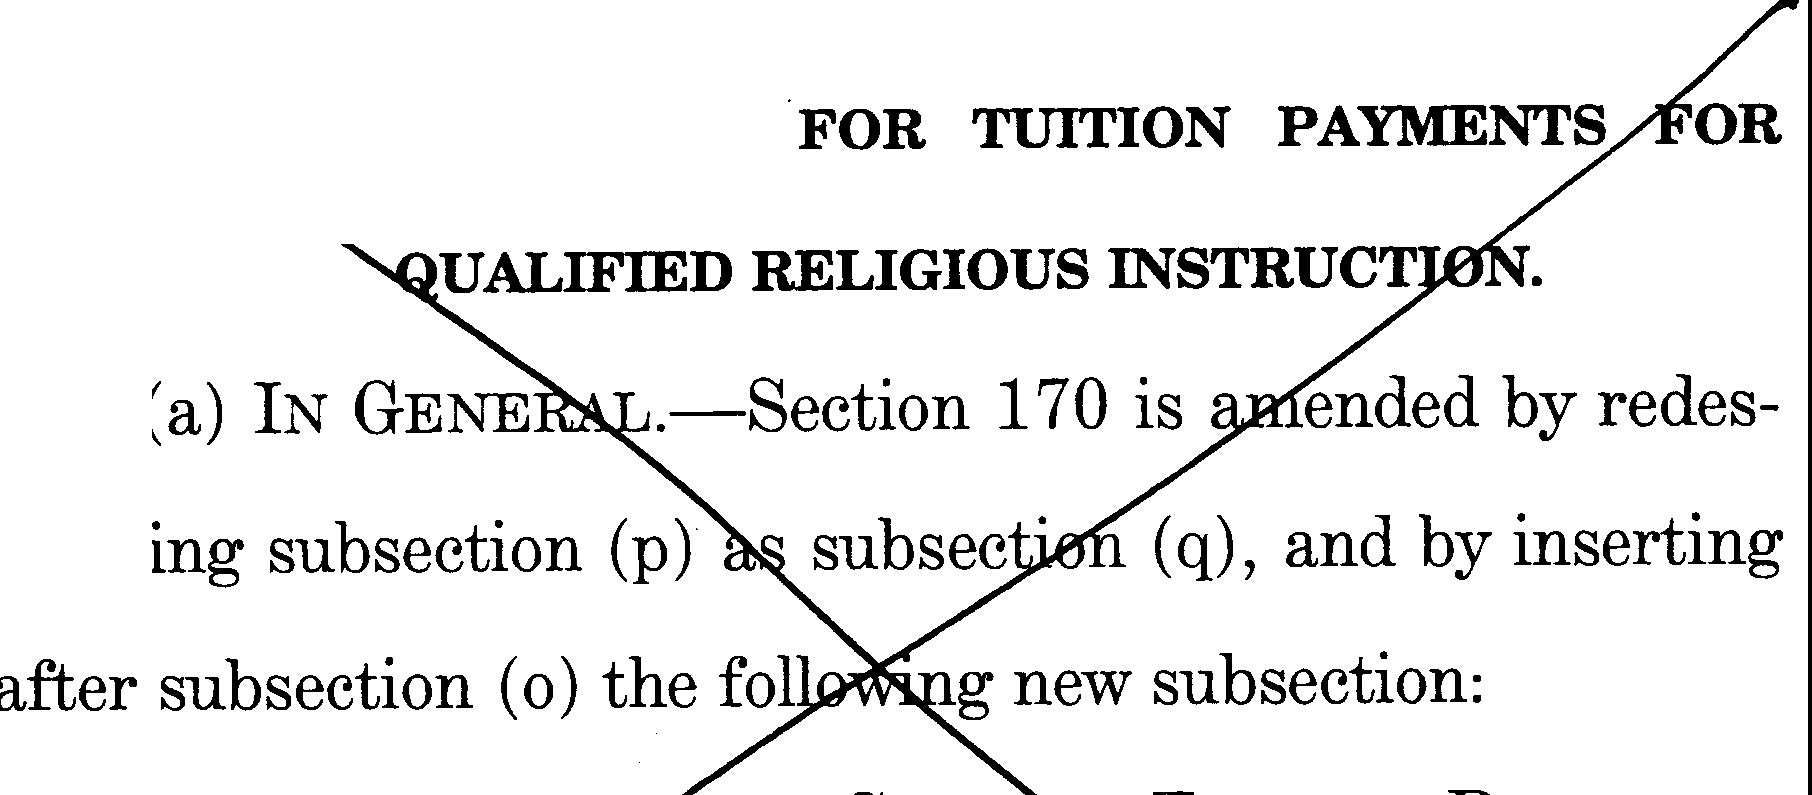 FOR TUITION PAYMENTS FOR
QUALIFIED RELIGIOUS INSTRUCTION.
(a) IN GENERAL.—Section 170 is amended by redes-
ing subsection (p) as subsection (q), and by inserting
after subsection (o) the following new subsection: